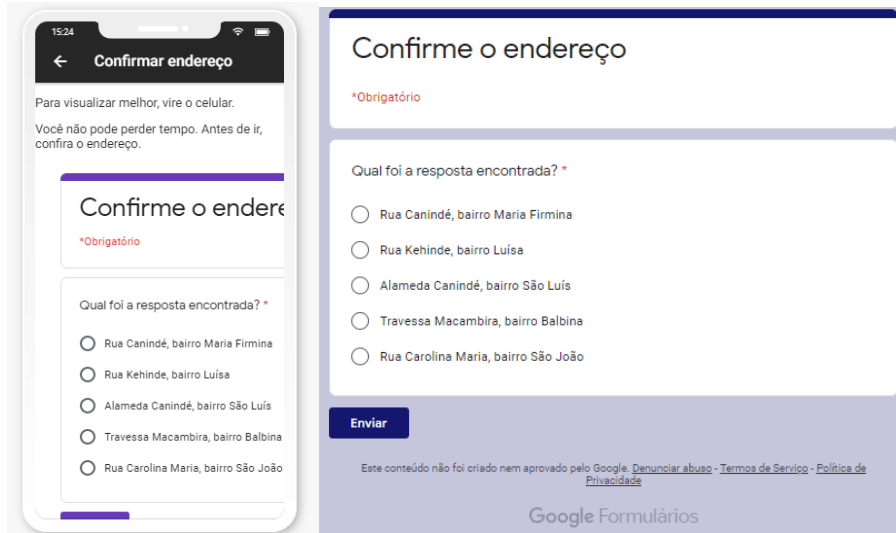 15:24
Confirmar endereço
Para visualizar melhor, vire o celular.
Você não pode perder tempo. Antes de ir,
confira o endereço.
Confirme o endere
*Obrigatório
Qual foi a resposta encontrada? *
Rua Canindé, bairro Maria Firmina
Rua Kehinde, bairro Luísa
Alameda Canindé, bairro São Luís
Travessa Macambira, bairro Balbina
Rua Carolina Maria, bairro São João
Confirme o endereço
*Obrigatório
Qual foi a resposta encontrada? *
Rua Canindé, bairro Maria Firmina
Rua Kehinde, bairro Luísa
Alameda Canindé, bairro São Luís
Travessa Macambira, bairro Balbina
Rua Carolina Maria, bairro São João
Enviar
Este conteúdo não foi criado nem aprovado pelo Google. Denunciar abuso - Termos de Serviço - Política de
Privacidade
Google Formulários